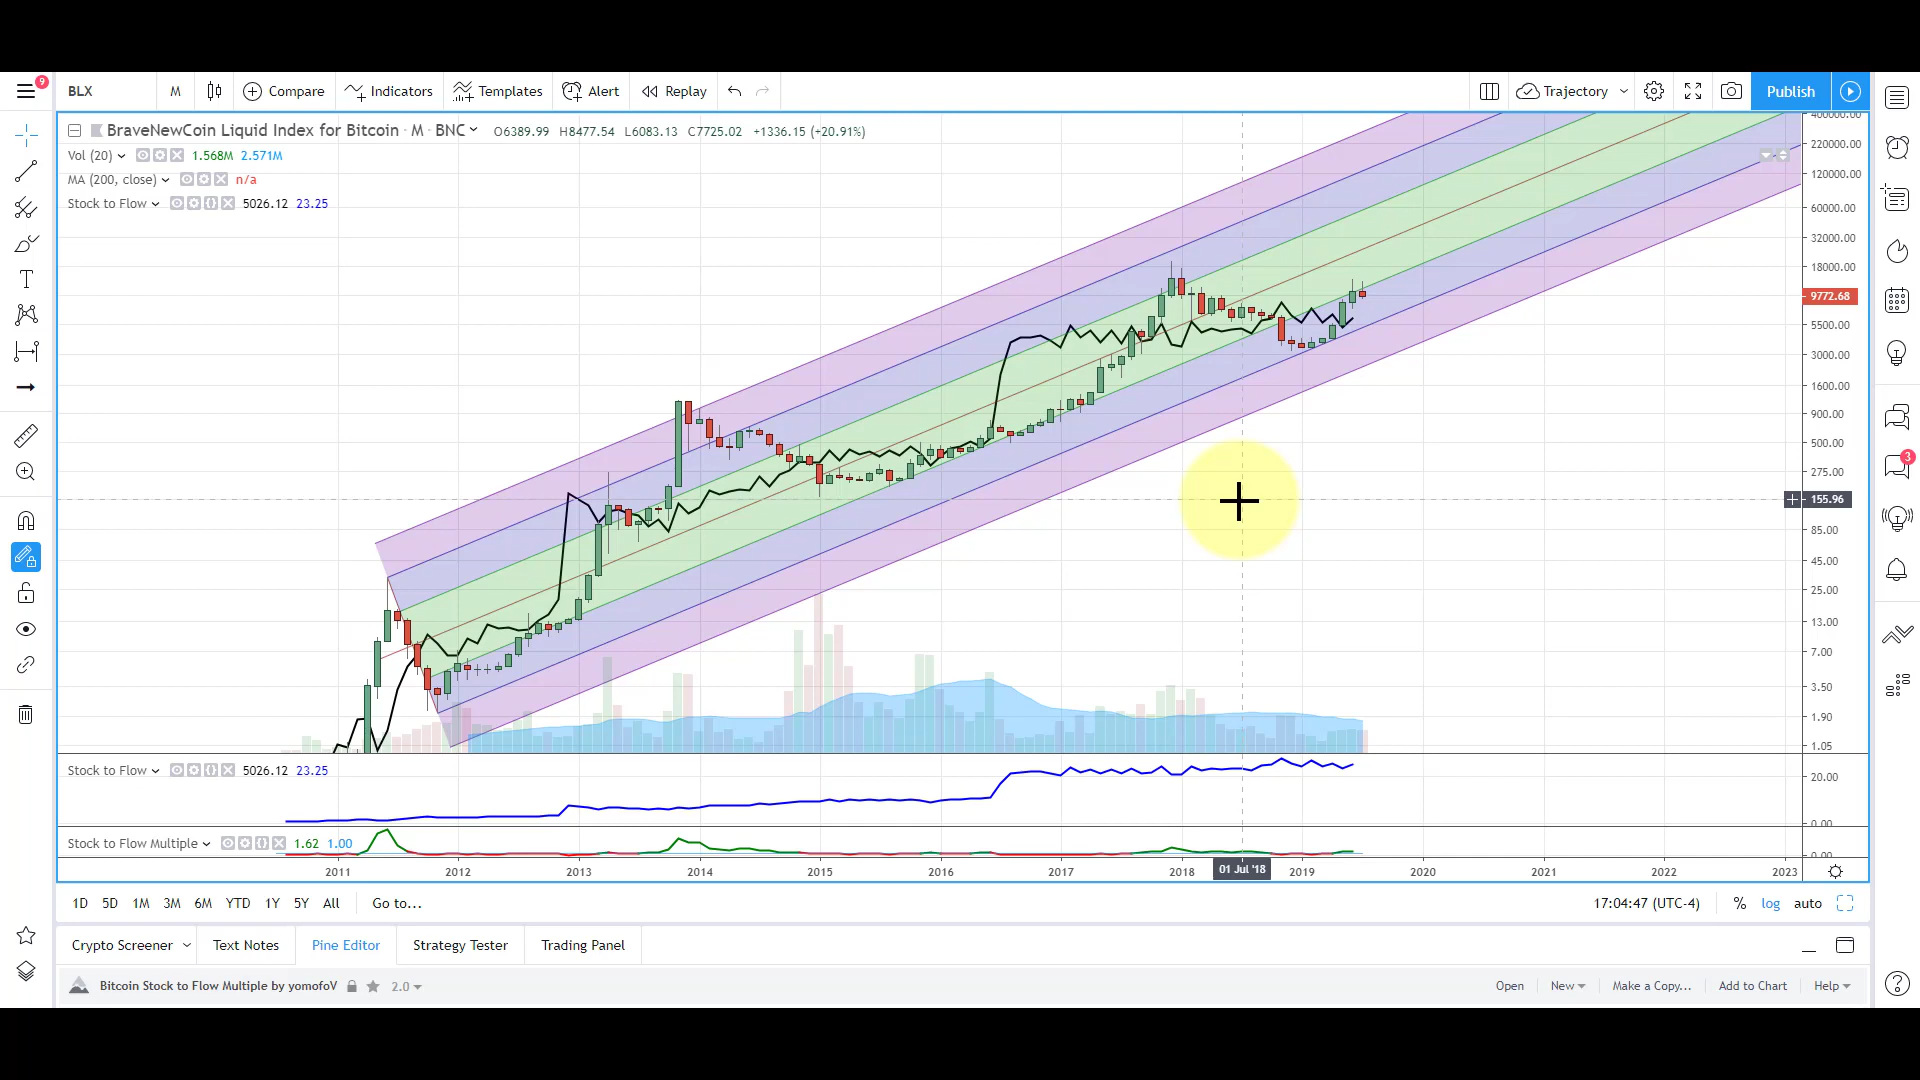 9
BLX M Compare Indicators Templates Alert Replay Trajectory Publish
BraveNewCoin Liquid Index for Bitcoin · M · BNC O6389.99 H8477.54 L6083.13 C7725.02 +1336.15 (+20.91%)
Vol (20) 1.568M 2.571M
MA (200, close) n/a
Stock to Flow 5026.12 23.25
400000.00
220000.00
120000.00
60000.00
32000.00
18000.00
9772.68
5500.00
3000.00
1600.00
900.00
500.00
3
275.00
155.96
85.00
45.00
25.00
13.00
7.00
3.50
1.90
1.05
Stock to Flow 5026.12 23.25
20.00
0.00
Stock to Flow Multiple 1.62 1.00
0.00
2011 2012 2013 2014 2015 2016 2017 2018 01 Jul '18 2019 2020 2021 2022 2023
1D 5D 1M 3M 6M YTD 1Y 5Y All Go to... 17:04:47 (UTC-4) % log auto
Crypto Screener Text Notes Pine Editor Strategy Tester Trading Panel
Bitcoin Stock to Flow Multiple by yomofoV 2.0 Open New Make a Copy... Add to Chart Help